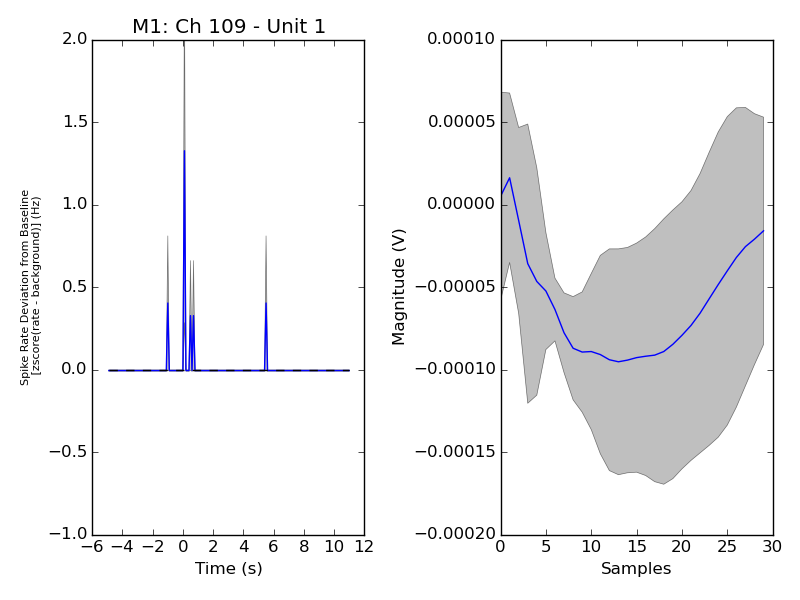 M1: Ch 109 - Unit 1
Spike Rate Deviation from Baseline
[zscore(rate - background)] (Hz)
2.0
1.5
1.0
0.5
0.0
−0.5
−1.0
−6 −4 −2 0 2 4 6 8 10 12
Time (s)
Magnitude (V)
0.00010
0.00005
0.00000
−0.00005
−0.00010
−0.00015
−0.00020
0 5 10 15 20 25 30
Samples